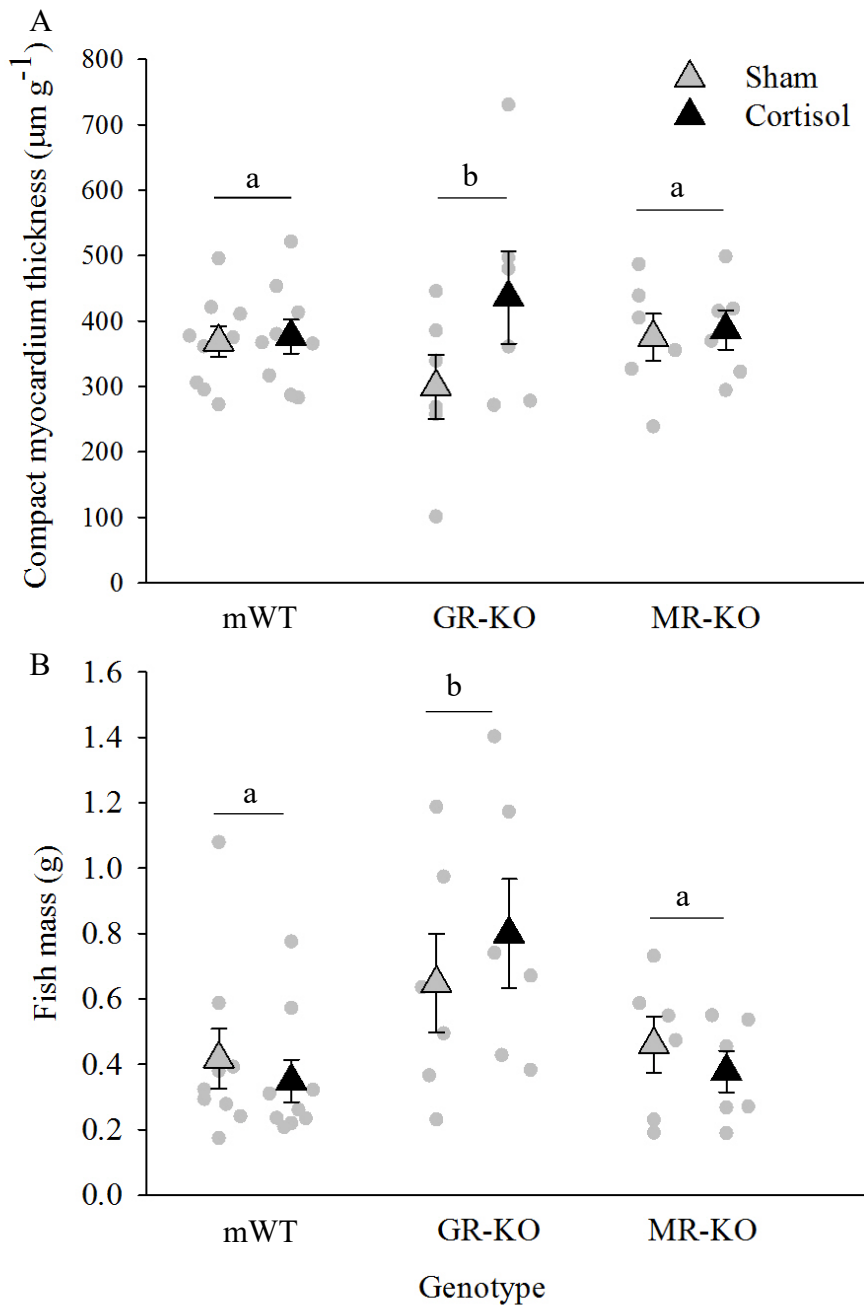 A
Compact myocardium thickness (µm g⁻¹)
800
700
600
500
400
300
200
100
0
Sham
Cortisol
a
b
a
mWT
GR-KO
MR-KO
B
Fish mass (g)
1.6
1.4
1.2
1.0
0.8
0.6
0.4
0.2
0.0
a
b
a
mWT
GR-KO
MR-KO
Genotype